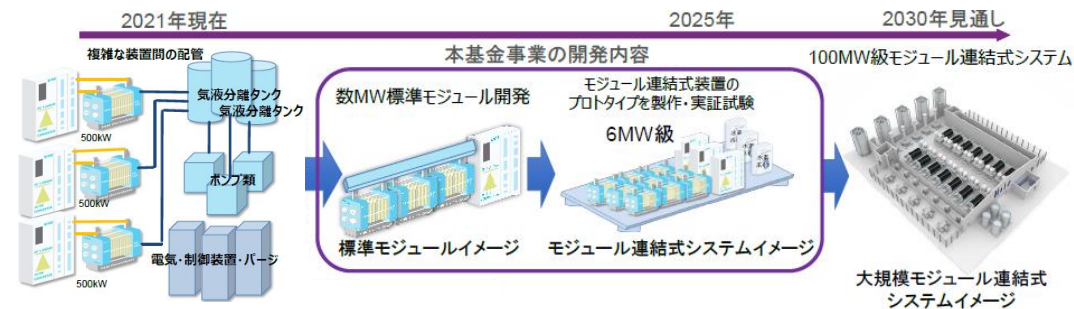 2021年現在
2025年
2030年見通し
複雑な装置間の配管
気液分離タンク
気液分離タンク
500kW
500kW
500kW
ポンプ類
電気・制御装置・パージ
本基金事業の開発内容
数MW標準モジュール開発
標準モジュールイメージ
モジュール連結式装置の
プロトタイプを製作・実証試験
6MW級
モジュール連結式システムイメージ
100MW級モジュール連結式システム
大規模モジュール連結式
システムイメージ